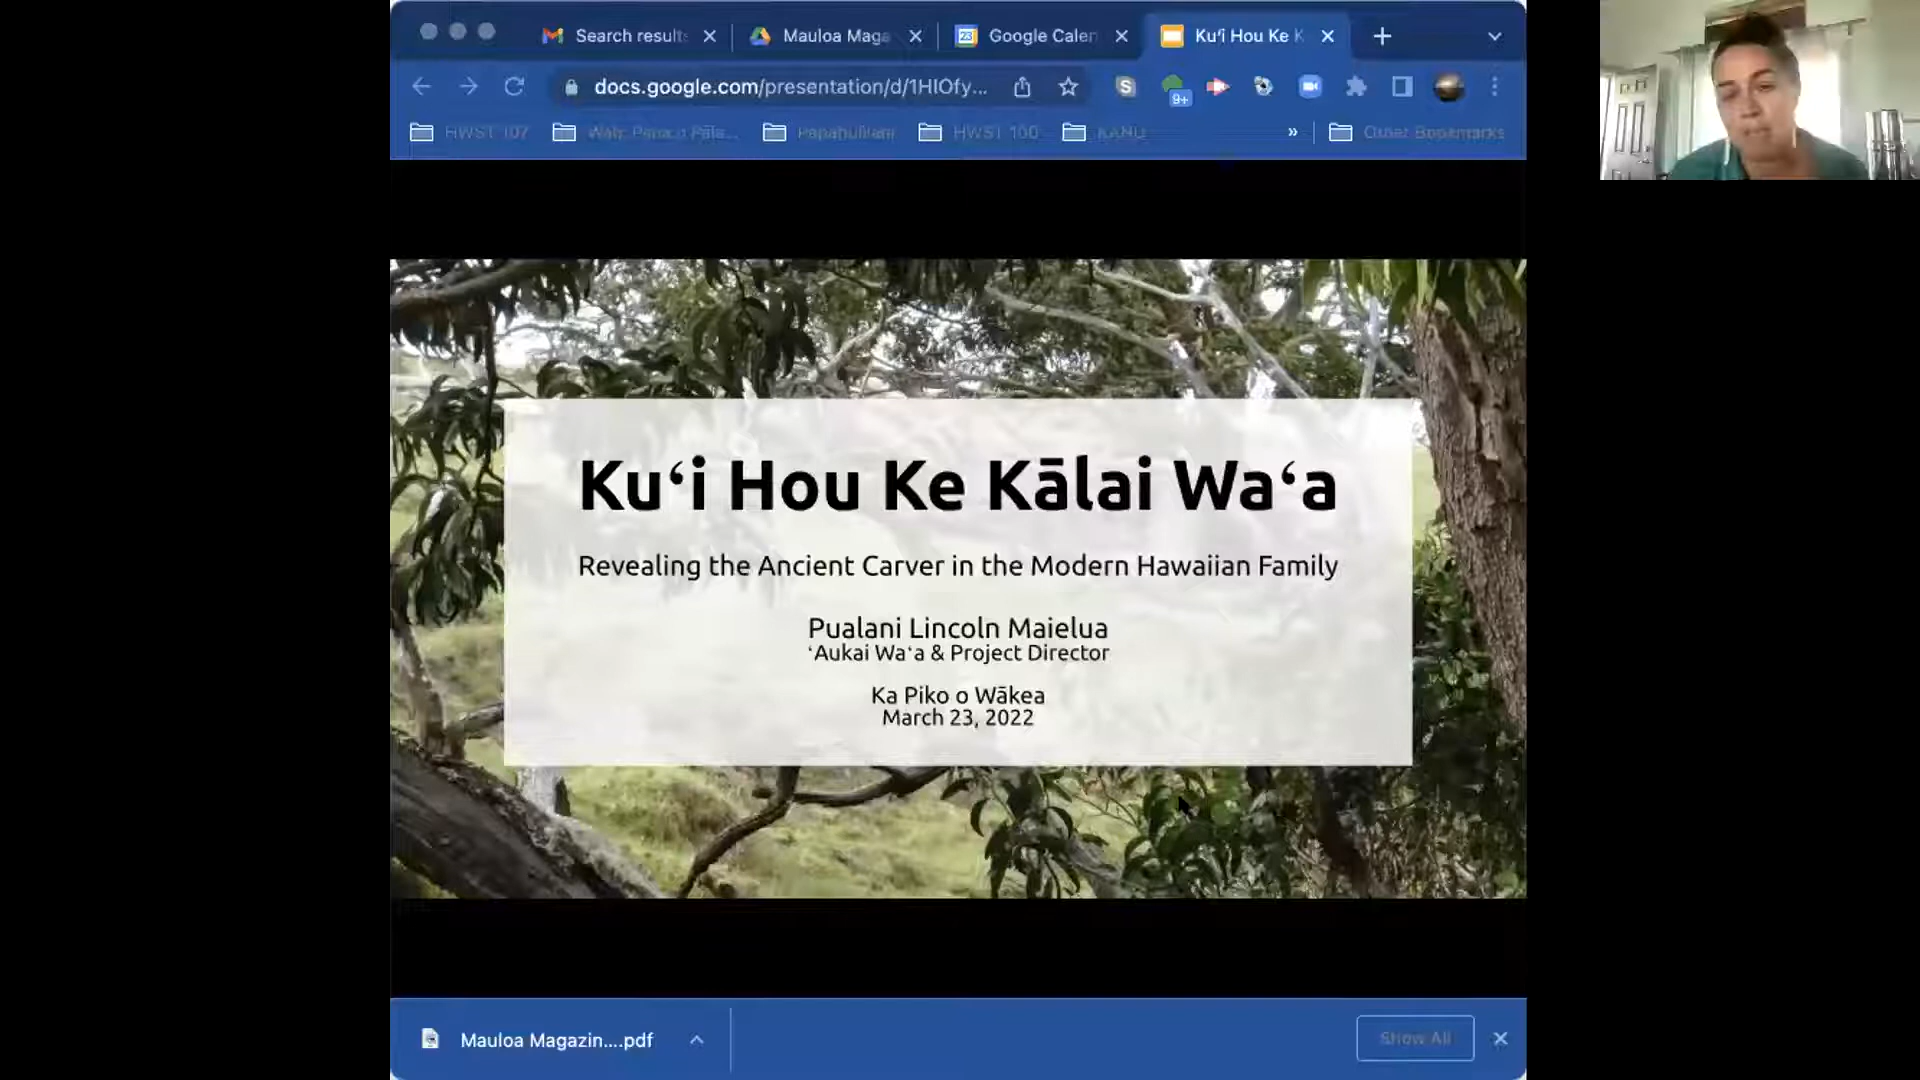 Search results
Mauloa Maga
Google Calen
Kuʻi Hou Ke K
docs.google.com/presentation/d/1HIOfy...
9+
HWST 107
Papahulilani
HWST 100
KANU
»
Other Bookmarks
Kuʻi Hou Ke Kālai Waʻa
Revealing the Ancient Carver in the Modern Hawaiian Family
Pualani Lincoln Maielua
ʻAukai Waʻa & Project Director
Ka Piko o Wākea
March 23, 2022
Mauloa Magazin....pdf
Show All